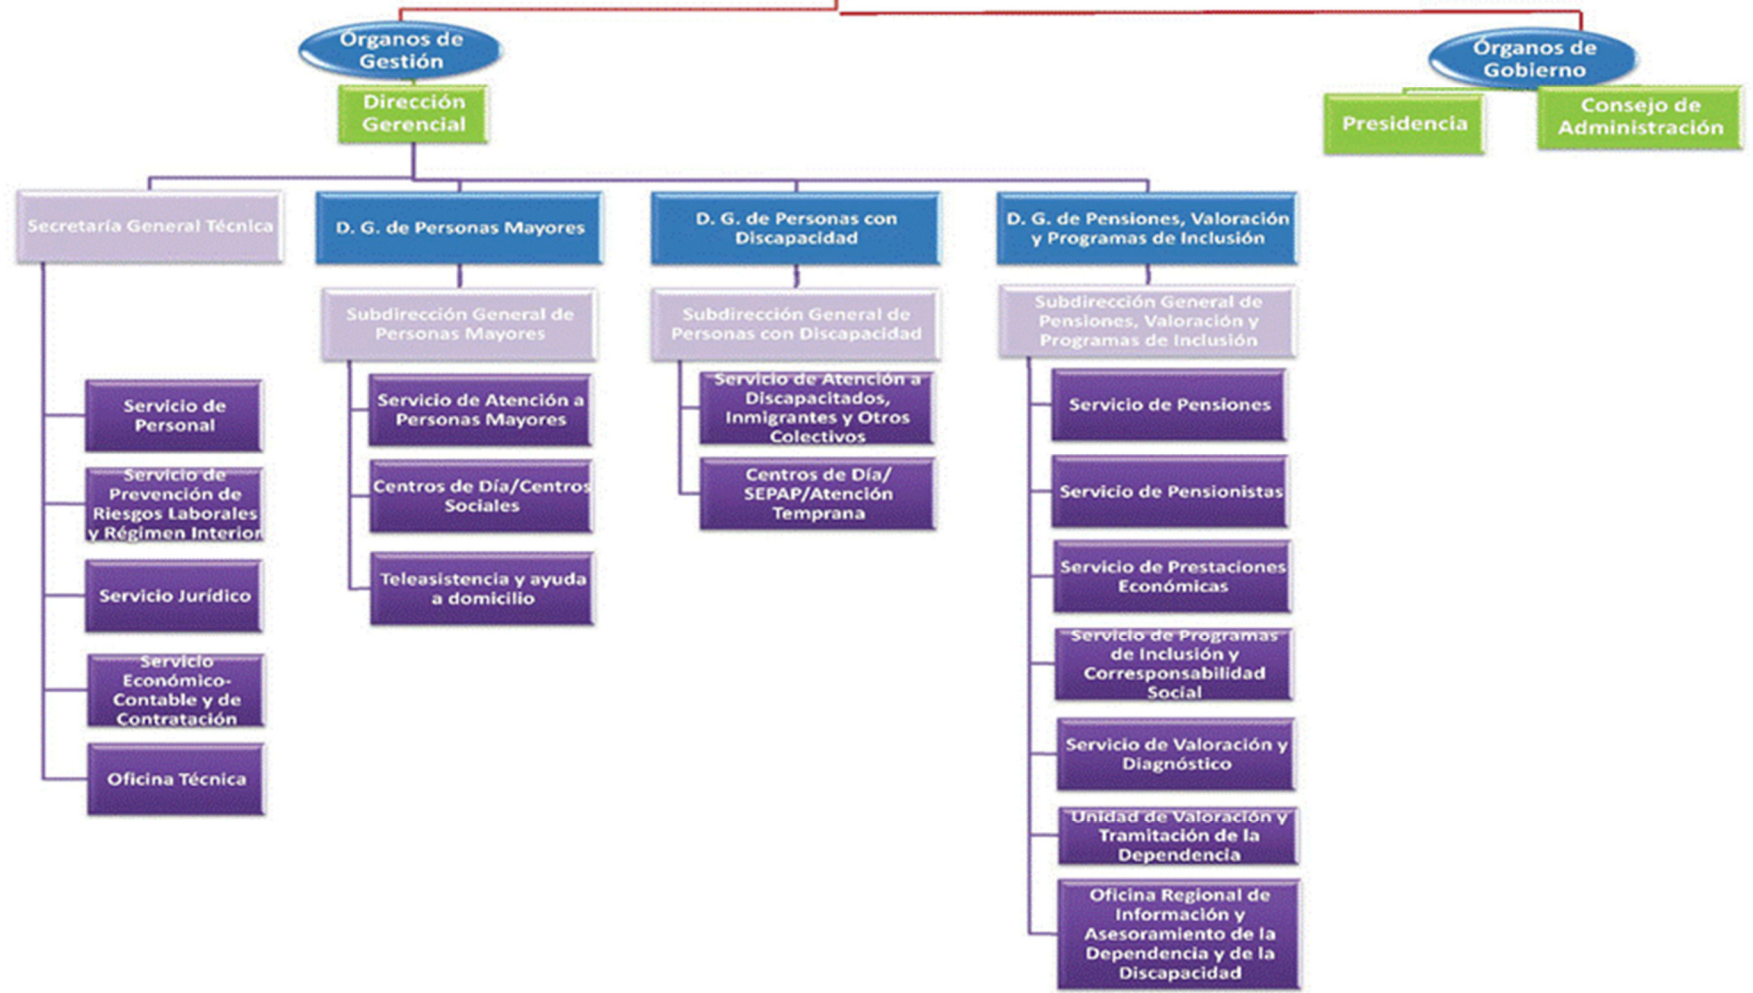 Órganos de
Gestión
Dirección
Gerencial
Órganos de
Gobierno
Presidencia
Consejo de
Administración
Secretaría General Técnica
D. G. de Personas Mayores
D. G. de Personas con
Discapacidad
D. G. de Pensiones, Valoración
y Programas de Inclusión
Subdirección General de
Personas Mayores
Subdirección General de
Personas con Discapacidad
Subdirección General de
Pensiones, Valoración y
Programas de Inclusión
Servicio de
Personal
Servicio de
Prevención de
Riesgos Laborales
y Régimen Interior
Servicio Jurídico
Servicio
Económico-
Contable y de
Contratación
Oficina Técnica
Servicio de Atención a
Personas Mayores
Centros de Día/Centros
Sociales
Teleasistencia y ayuda
a domicilio
Servicio de Atención a
Discapacitados,
Inmigrantes y Otros
Colectivos
Centros de Día/
SEPAP/Atención
Temprana
Servicio de Pensiones
Servicio de Pensionistas
Servicio de Prestaciones
Económicas
Servicio de Programas
de Inclusión y
Corresponsabilidad
Social
Servicio de Valoración y
Diagnóstico
Unidad de Valoración y
Tramitación de la
Dependencia
Oficina Regional de
Información y
Asesoramiento de la
Dependencia y de la
Discapacidad